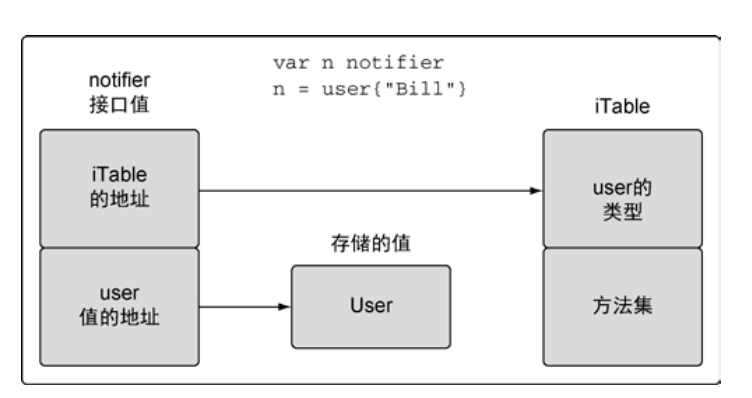 var n notifier
n = user{"Bill"}
notifier
接口值
iTable
iTable
的地址
user的
类型
存储的值
user
值的地址
User
方法集